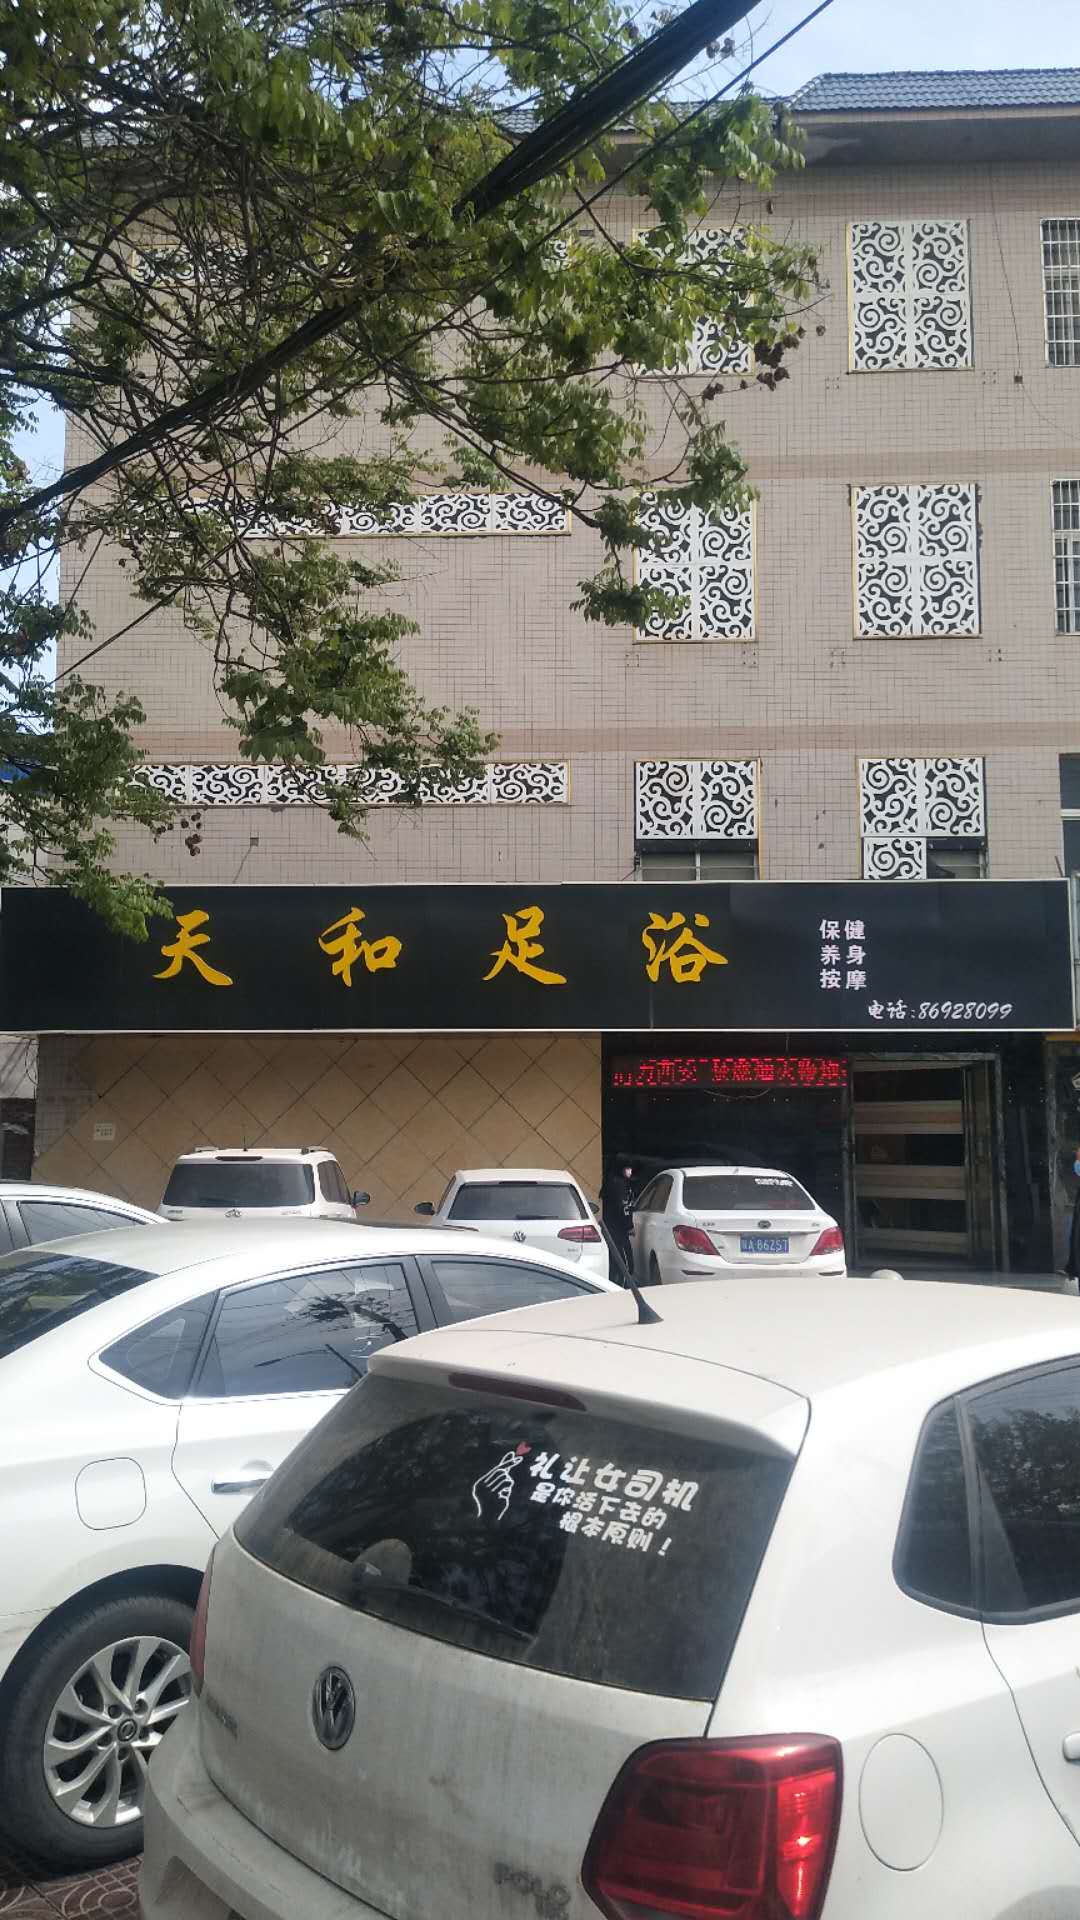 天和足浴
保健
养身
按摩
电话:86928099
礼让女司机
是你活下去的
根本原则！
POLO